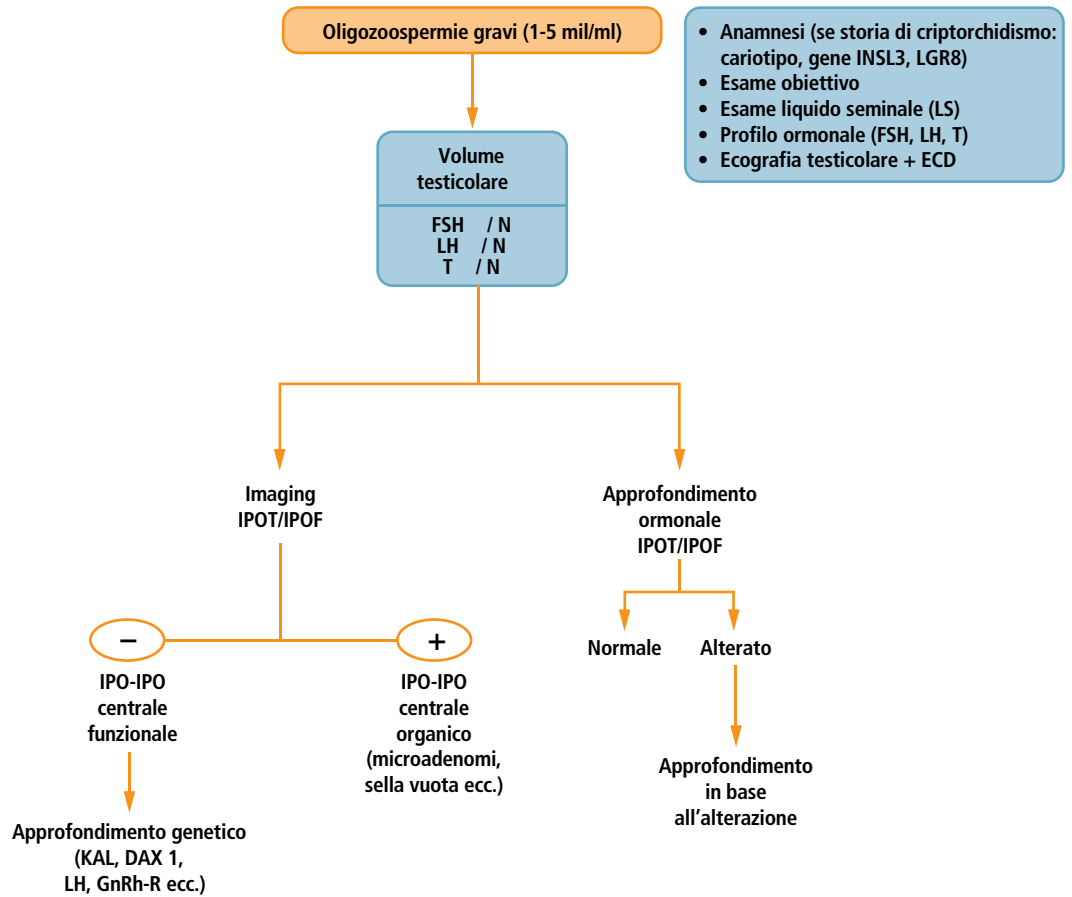 Oligozoospermie gravi (1-5 mil/ml)
• Anamnesi (se storia di criptorchidismo:
cariotipo, gene INSL3, LGR8)
• Esame obiettivo
• Esame liquido seminale (LS)
• Profilo ormonale (FSH, LH, T)
• Ecografia testicolare + ECD
Volume
testicolare
FSH / N
LH / N
T / N
Imaging
IPOT/IPOF
Approfondimento
ormonale
IPOT/IPOF
–
+
Normale
Alterato
IPO-IPO
centrale
funzionale
IPO-IPO
centrale
organico
(microadenomi,
sella vuota ecc.)
Approfondimento
in base
all'alterazione
Approfondimento genetico
(KAL, DAX 1,
LH, GnRh-R ecc.)